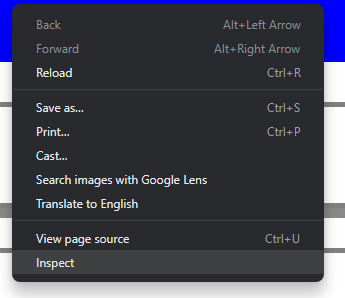 Back Alt+Left Arrow
Forward Alt+Right Arrow
Reload Ctrl+R
Save as... Ctrl+S
Print... Ctrl+P
Cast...
Search images with Google Lens
Translate to English
View page source Ctrl+U
Inspect